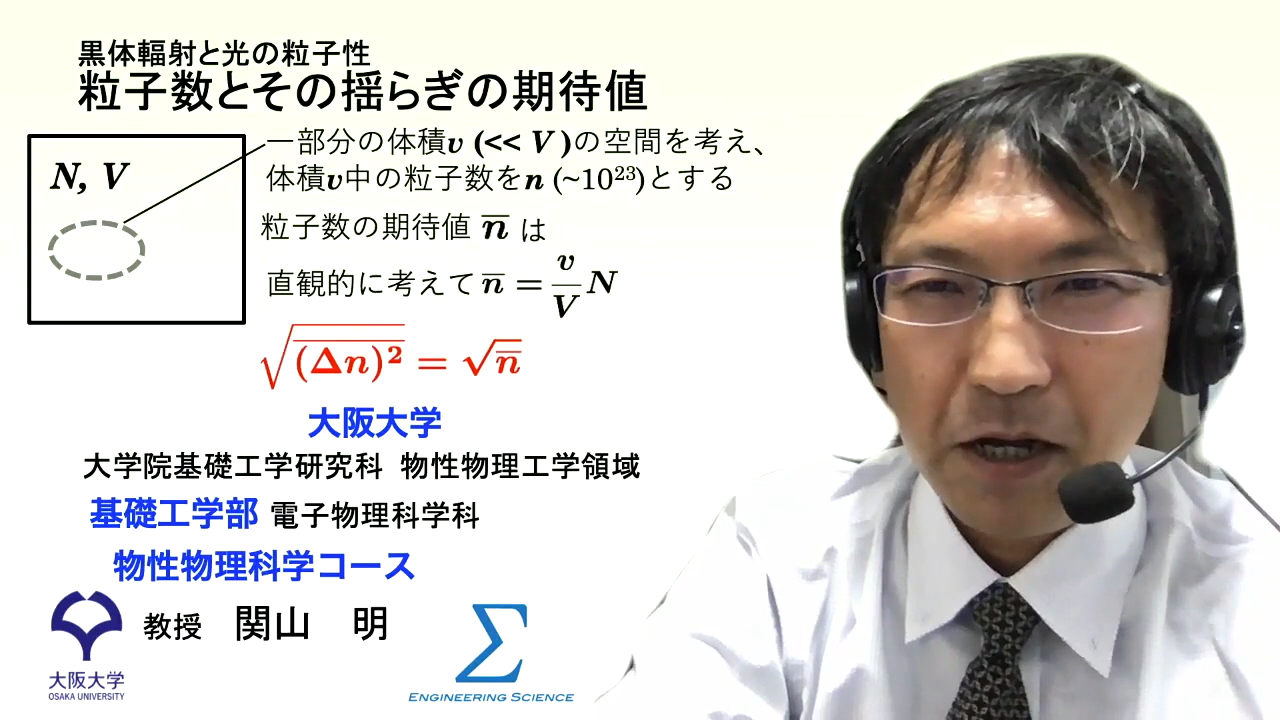 黒体輻射と光の粒子性
粒子数とその揺らぎの期待値
N, V
一部分の体積v (<< V )の空間を考え、
体積v中の粒子数をn (~10²³)とする
粒子数の期待値 n̅ は
直観的に考えて n̅ = v/V N
√(\overline{(Δn)²}) = √n̅
大阪大学
大学院基礎工学研究科 物性物理工学領域
基礎工学部 電子物理科学科
物性物理科学コース
教授 関山 明
大阪大学
OSAKA UNIVERSITY
Σ
ENGINEERING SCIENCE